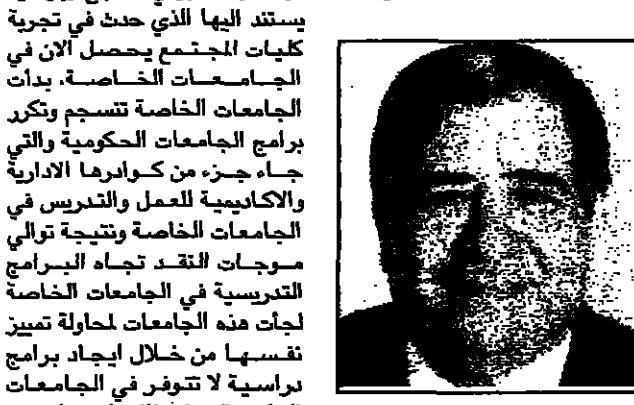 يستند اليها الذي حدث في تجربة
كليات المجتمع يحصل الان في
الجامعات الخاصة، بدأت
الجامعات الخاصة تتسجم وتكرر
برامج الجامعات الحكومية والتي
جاء جزء من كوادرها الادارية
والاكاديمية للعمل والتدريس في
الجامعات الخاصة ونتيجة توالي
موجات النقد تجاه البرامج
التدريسية في الجامعات الخاصة
لجأت هذه الجامعات لمحاولة تمييز
نفسها من خلال ايجاد برامج
دراسية لا تتوفر في الجامعات